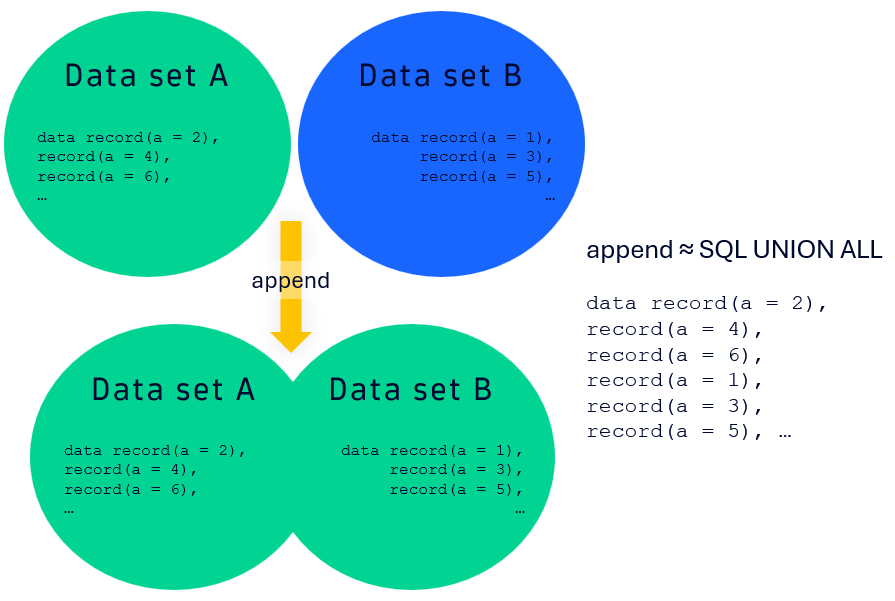 Data set A
data record(a = 2),
record(a = 4),
record(a = 6),
…
Data set B
data record(a = 1),
record(a = 3),
record(a = 5),
…
append
Data set A
data record(a = 2),
record(a = 4),
record(a = 6),
…
Data set B
data record(a = 1),
record(a = 3),
record(a = 5),
…
append ≈ SQL UNION ALL
data record(a = 2),
record(a = 4),
record(a = 6),
record(a = 1),
record(a = 3),
record(a = 5), …